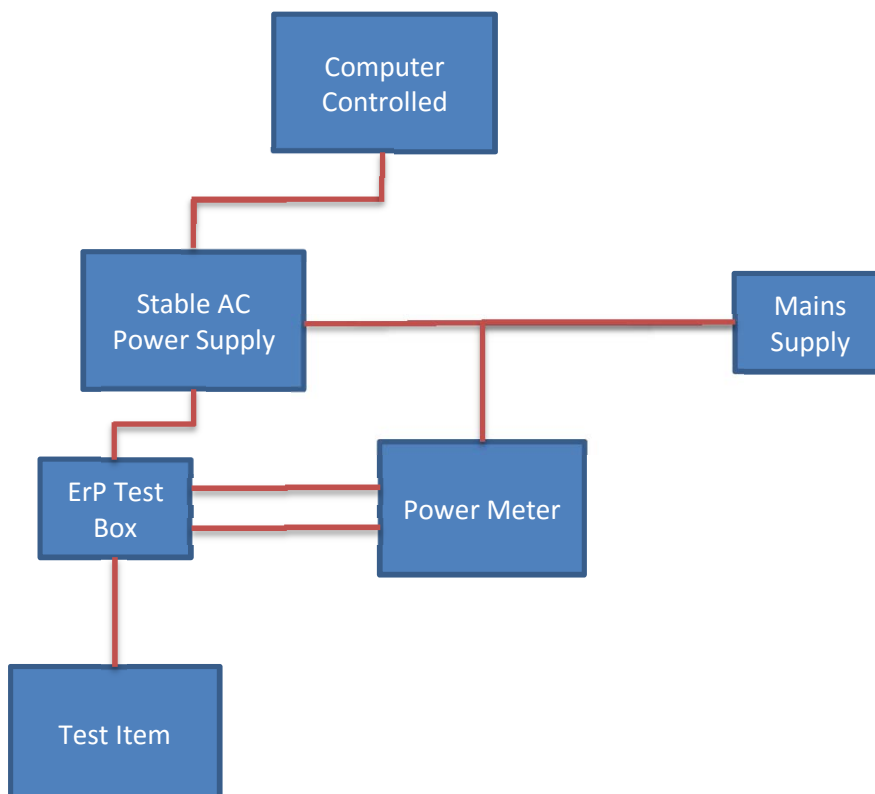 Computer
Controlled
Stable AC
Power Supply
Mains
Supply
ErP Test
Box
Power Meter
Test Item